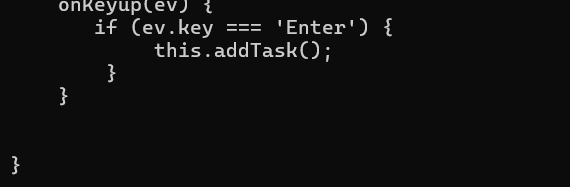 onKeyup(ev) {
if (ev.key === 'Enter') {
this.addTask();
}
}
}